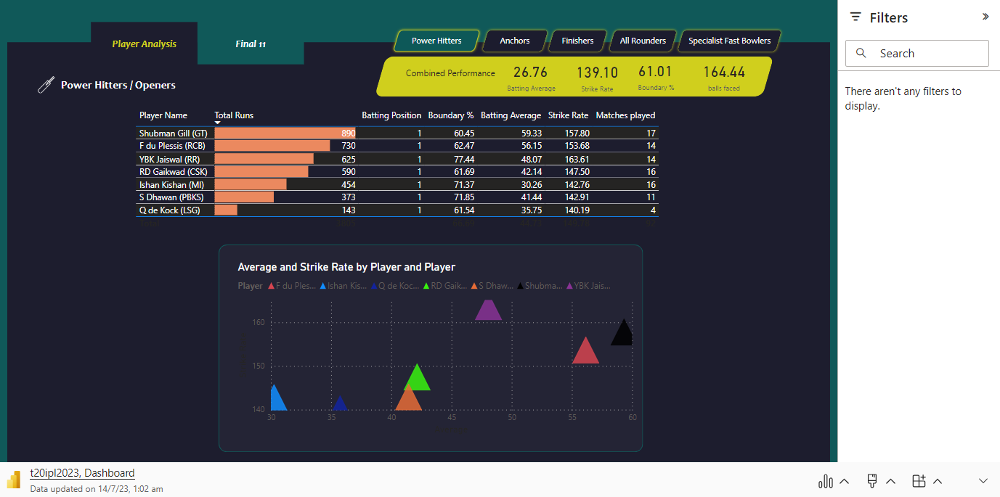 Player Analysis
Final 11
Power Hitters
Anchors
Finishers
All Rounders
Specialist Fast Bowlers
Combined Performance
26.76
139.10
61.01
164.44
Batting Average
Strike Rate
Boundary %
balls faced
Power Hitters / Openers
Player Name Total Runs Batting Position Boundary % Batting Average Strike Rate Matches played
Shubman Gill (GT) 890 1 60.45 59.33 157.80 17
F du Plessis (RCB) 730 1 62.47 56.15 153.68 14
YBK Jaiswal (RR) 625 1 77.44 48.07 163.61 14
RD Gaikwad (CSK) 590 1 61.69 42.14 147.50 16
Ishan Kishan (MI) 454 1 71.37 30.26 142.76 16
S Dhawan (PBKS) 373 1 71.85 41.44 142.91 11
Q de Kock (LSG) 143 1 61.54 35.75 140.19 4
Total
Average and Strike Rate by Player and Player
Player F du Ples... Ishan Kis... Q de Koc... RD Gaik... S Dhaw... Shubma... YBK Jais...
160
150
140
30 35 40 45 50 55 60
Filters
Search
There aren't any filters to
display.
t20ipl2023, Dashboard
Data updated on 14/7/23, 1:02 am